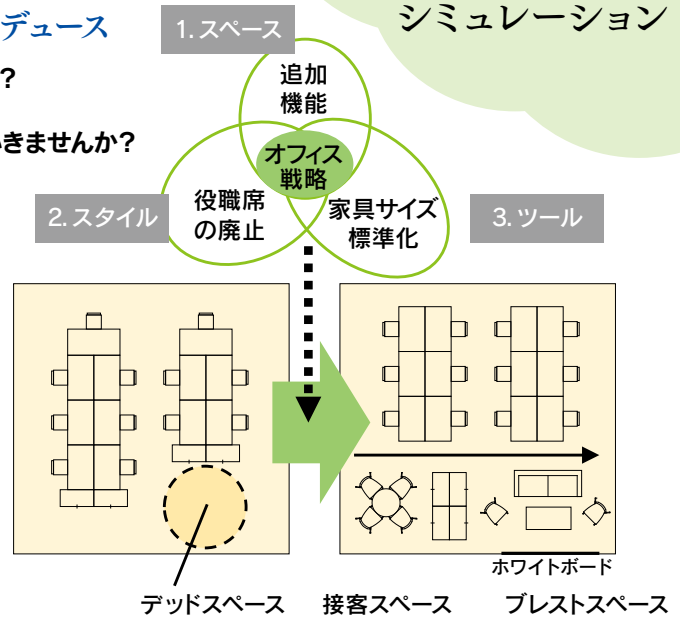 デュース
1.スペース
シミュレーション
?
きませんか?
追加
機能
オフィス
戦略
2.スタイル
役職席
の廃止
家具サイズ
標準化
3.ツール
ホワイトボード
デッドスペース
接客スペース
ブレストスペース